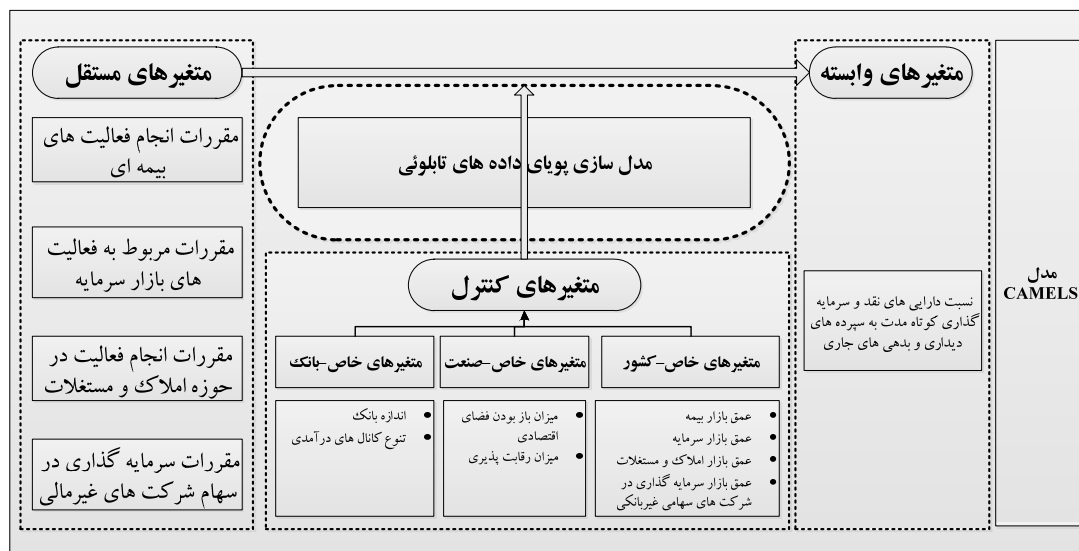 متغیرهای مستقل
مقررات انجام فعالیت های
بیمه ای
مقررات مربوط به فعالیت
های بازار سرمایه
مقررات انجام فعالیت در
حوزه املاک و مستغلات
مقررات سرمایه گذاری در
سهام شرکت های غیرمالی
مدل سازی پویای داده های تابلوئی
متغیرهای کنترل
متغیرهای خاص-بانک
اندازه بانک
تنوع کانال های درآمدی
متغیرهای خاص-صنعت
میزان باز بودن فضای
اقتصادی
میزان رقابت پذیری
متغیرهای خاص-کشور
عمق بازار بیمه
عمق بازار سرمایه
عمق بازار املاک و مستغلات
عمق بازار سرمایه گذاری در
شرکت های سهامی غیربانکی
متغیرهای وابسته
نسبت دارایی های نقد و سرمایه
گذاری کوتاه مدت به سپرده های
دیداری و بدهی های جاری
مدل
CAMELS